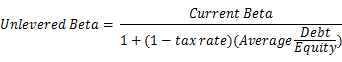 Unlevered Beta = Current Beta / 1 + (1 − tax rate)(Average Debt/Equity)